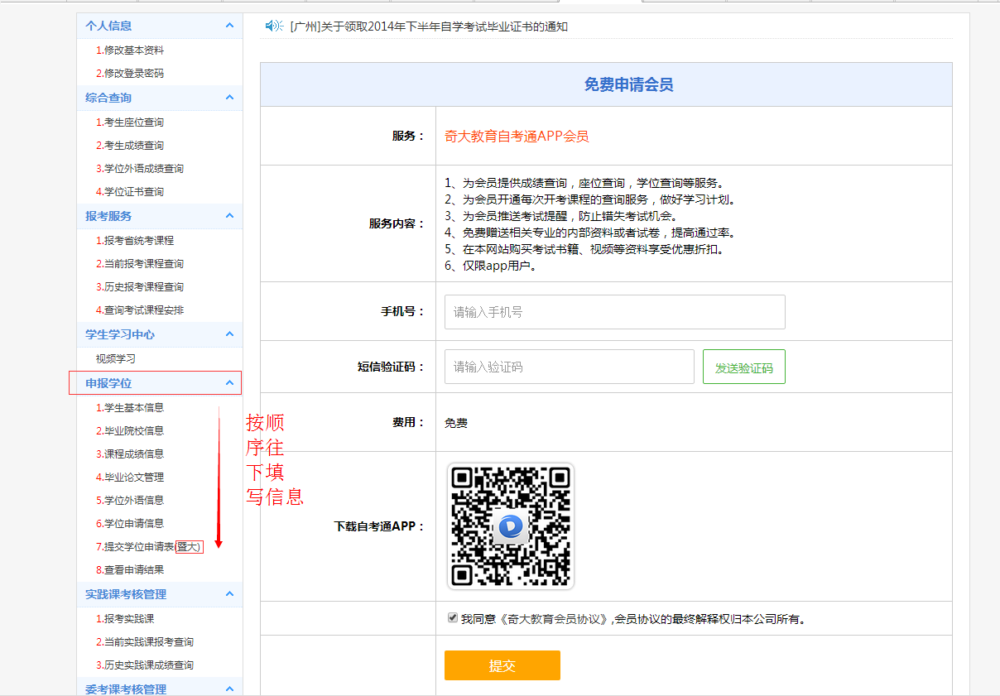 个人信息
1.修改基本资料
2.修改登录密码
综合查询
1.考生座位查询
2.考生成绩查询
3.学位外语成绩查询
4.学位证书查询
报考服务
1.报考省统考课程
2.当前报考课程查询
3.历史报考课程查询
4.查询考试课程安排
学生学习中心
视频学习
申报学位
1.学生基本信息
2.毕业院校信息
3.课程成绩信息
4.毕业论文管理
5.学位外语信息
6.学位申请信息
7.提交学位申请表(暨大)
8.查看申请结果
实践课考核管理
1.报考实践课
2.当前实践课报考查询
3.历史实践课成绩查询
委考课考核管理
按顺
序往
下填
写信息
[广州]关于领取2014年下半年自学考试毕业证书的通知
免费申请会员
服务： 奇大教育自考通APP会员
服务内容：
1、为会员提供成绩查询，座位查询，学位查询等服务。
2、为会员开通每次开考课程的查询服务，做好学习计划。
3、为会员推送考试提醒，防止错失考试机会。
4、免费赠送相关专业的内部资料或者试卷，提高通过率。
5、在本网站购买考试书籍、视频等资料享受优惠折扣。
6、仅限app用户。
手机号： 请输入手机号
短信验证码： 请输入验证码 发送验证码
费用： 免费
下载自考通APP：
我同意《奇大教育会员协议》,会员协议的最终解释权归本公司所有。
提交